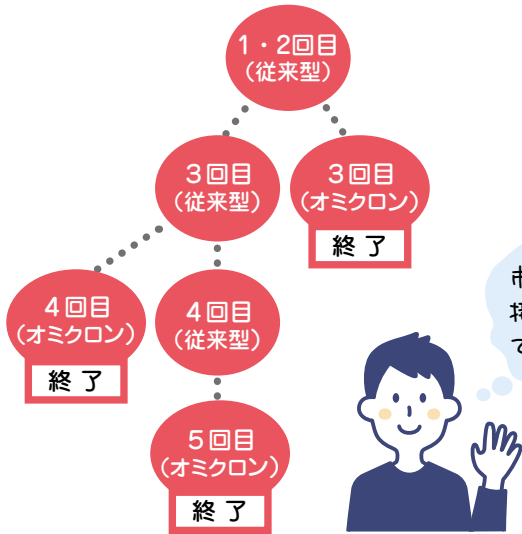 1・2回目
（従来型）
3回目
（従来型）
3回目
（オミクロン）
終了
4回目
（オミクロン）
終了
4回目
（従来型）
5回目
（オミクロン）
終了